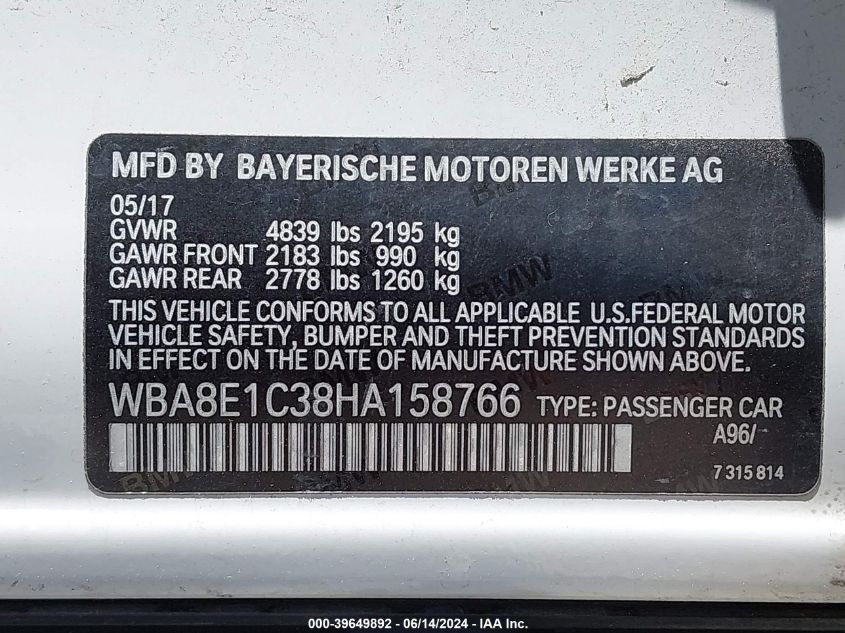 MFD BY BAYERISCHE MOTOREN WERKE AG
05/17
GVWR 4839 lbs 2195 kg
GAWR FRONT 2183 lbs 990 kg
GAWR REAR 2778 lbs 1260 kg
THIS VEHICLE CONFORMS TO ALL APPLICABLE U.S.FEDERAL MOTOR
VEHICLE SAFETY, BUMPER AND THEFT PREVENTION STANDARDS
IN EFFECT ON THE DATE OF MANUFACTURE SHOWN ABOVE.
WBA8E1C38HA158766 TYPE: PASSENGER CAR
A96/
7 315 814
BMW
000-39649892 - 06/14/2024 - IEAI_US